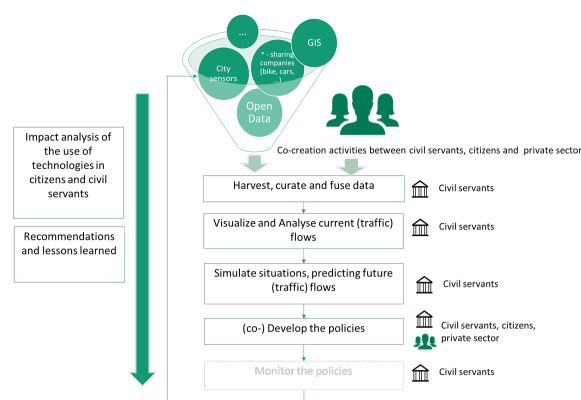 ...
GIS
* - sharing
companies
(bike, cars,
...)
City
sensors
Open
Data
Co-creation activities between civil servants, citizens and private sector
Impact analysis of
the use of
technologies in
citizens and civil
servants
Recommendations
and lessons learned
Harvest, curate and fuse data
Civil servants
Visualize and Analyse current (traffic)
flows
Civil servants
Simulate situations, predicting future
(traffic) flows
Civil servants
(co-) Develop the policies
Civil servants, citizens,
private sector
Monitor the policies
Civil servants